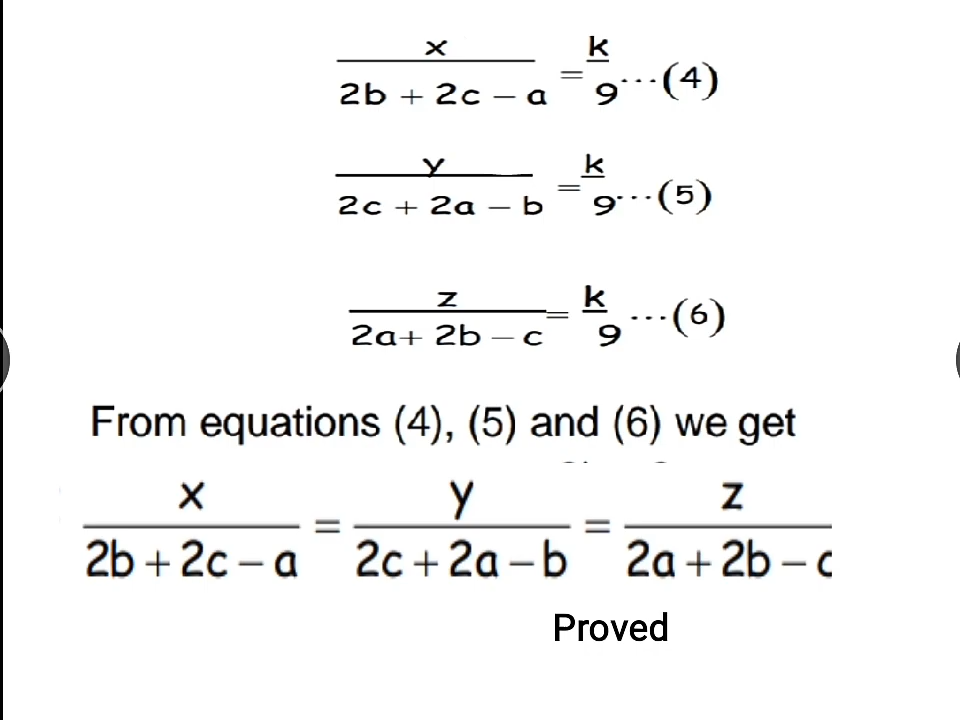 x/(2b + 2c – a) = k/9 ···(4)
y/(2c + 2a – b) = k/9 ···(5)
z/(2a+ 2b – c) = k/9 ···(6)
From equations (4), (5) and (6) we get
x/(2b + 2c – a) = y/(2c + 2a – b) = z/(2a + 2b – c
Proved